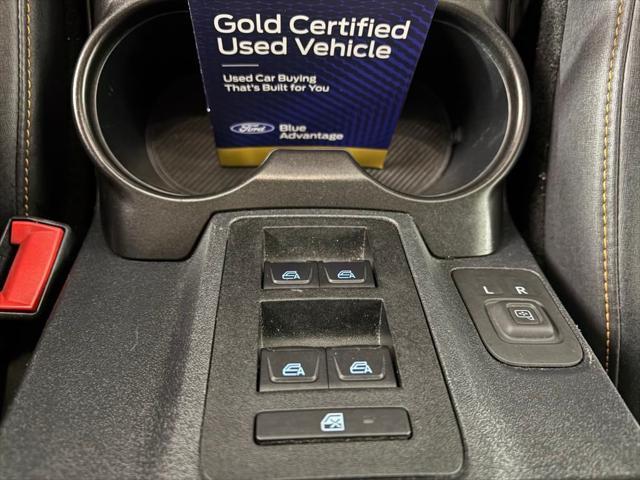 Gold Certified
Used Vehicle
Used Car Buying
That's Built for You
Ford Blue
Advantage
L R
A A
A A